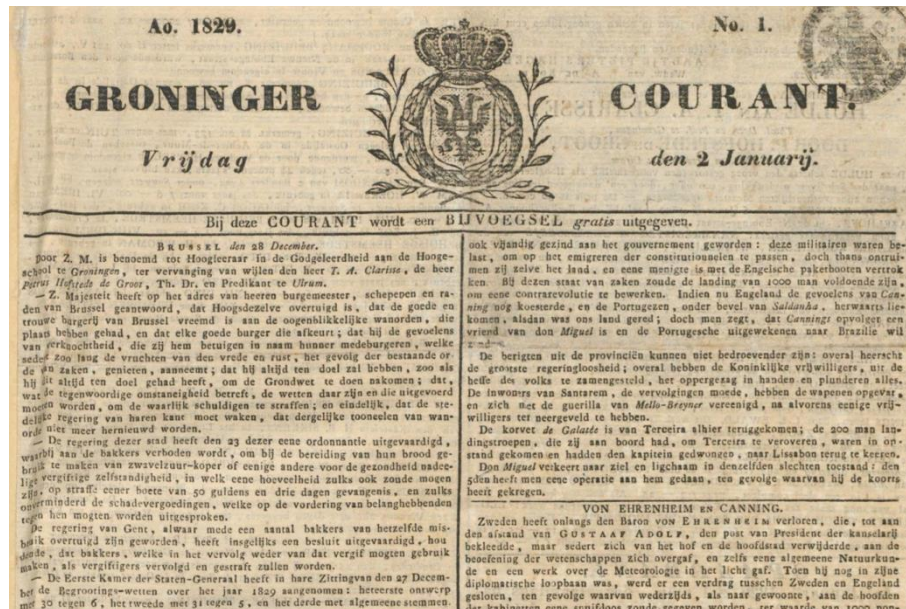 Ao. 1829.
No. 1.
GRONINGER COURANT.
Vrijdag den 2 Januarij.
Bij deze COURANT wordt een BIJVOEGSEL gratis uitgegeven.
BRUSSEL den 28 December.
Door Z. M. is benoemd tot Hoogleeraar in de Godgeleerdheid aan de Hooge-
school te Groningen, ter vervanging van wijlen den heer T. A. Clarisse, de heer
Petrus Hofstede de Groot, Th. Dr. en Predikant te Ulrum.
— Z. Majesteit heeft op het adres van heeren burgemeester, schepenen en ra-
den van Brussel geantwoord, dat Hoogstdezelve overtuigd is, dat de goede en
trouwe burgerij van Brussel vreemd is aan de oogenblikkelijke wanorden, die
plaats hebben gehad, en dat elke goede burger die afkeurt; dat hij de gevoelens
van verknochtheid, die zij hem betuigen in naam hunner medeburgeren, welke
sedert zoo lang de vruchten van den vrede en rust, het gevolg der bestaande or-
de van zaken, genieten, aanneemt; dat hij altijd ten doel zal hebben, zoo als
hij dit altijd ten doel gehad heeft, om de Grondwet te doen nakomen; dat,
wat de tegenwoordige omstandigheid betreft, de wetten daar zijn en die uitgevoerd
moeten worden, om de waarlijk schuldigen te straffen; en eindelijk, dat de ste-
delijke regering van haren kant moet waken, dat dergelijke tooneelen van wan-
orde niet meer hernieuwd worden.
— De regering dezer stad heeft den 23 dezer eene ordonnantie uitgevaardigd,
waarbij aan de bakkers verboden wordt, om bij de bereiding van hun brood ge-
bruik te maken van zwavelzuur-koper of eenige andere voor de gezondheid nadee-
lige vergiftige zelfstandigheid, in welk eene hoeveelheid zulks ook zonde mogen
zijn, op straffe eener boete van 50 guldens en drie dagen gevangenis, en zulks
onverminderd de schadevergoedingen, welke op de vordering van belanghebbenden
tegen hen mogten worden uitgesproken.
De regering van Gent, alwaar mede een aantal bakkers van hetzelfde mis-
bruik overtuigd zijn geworden, heeft insgelijks een besluit uitgevaardigd, hou
dende, dat bakkers, welke in het vervolg weder van dat vergif mogten gebruik
maken, als vergiftigers vervolgd en gestraft zullen worden.
— De Eerste Kamer der Staten-Generaal heeft in hare Zitting van den 27 Decem-
ber de Begrootings-wetten over het jaar 1829 aangenomen: het eerste ontwerp
met 30 tegen 6, het tweede met 31 tegen 5, en het derde met algemeene stemmen.
ook vijandig gezind aan het gouvernement geworden: deze militairen waren be-
last, om op het emigreren der constitutionnelen te passen, doch thans ontrui-
men zij zelve het land, en eene menigte is met de Engelsche pakketbooten vertrok
ken. Bij dezen staat van zaken zoude de landing van 1000 man voldoende zijn,
om eene contrarevolutie te bewerken. Indien nu Engeland de gevoelens van Can-
ning nog koesterde, en de Portugezen, onder bevel van Saldanha, herwaarts lie-
komen, aldan was ons land gered; doch men zegt, dat Cannings opvolger een
vriend van don Miguel is en de Portugesche uitgewekenen naar Brazilie wil
De berigten uit de provinciën kunnen niet bedroevender zijn: overal heerscht
de grootste regeringloosheid; overal hebben de Koninklijke vrijwilligers, uit de
heffe des volks te zamengesteld, het oppergezag in handen en plunderen alles.
De inwoners van Santarem, de vervolgingen moede, hebben de wapenen opgevat,
en zich met de guerilla van Mello-Breyner vereenigd, na alvorens eenige vrij-
willigers ter neergeveld te hebben.
De korvet de Galatée is van Terceira alhier teruggekomen; de 200 man lan-
dingstroepen, die zij aan boord had, om Terceira te veroveren, waren in op-
stand gekomen en hadden den kapitein gedwongen, naar Lissabon terug te keeren.
Don Miguel verkeert naar ziel en ligchaam in denzelfden slechten toestand: den
5den heeft men eene operatie aan hem gedaan, ten gevolge waarvan hij de koorts
heeft gekregen.
VON EHRENHEIM EN CANNING.
Zweden heeft onlangs den Baron VON EHRENHEIM verloren, die, tot aan
den afstand van GUSTAAF ADOLF, den post van President der kanselarij
bekleedde, maar sedert zich van het hof en de hoofdstad verwijderde, aan de
beoefening der wetenschappen zich overgaf, en zelfs eene algemeene Natuurkun-
de en een werk over de Meteorologie in het licht gaf. Toen hij nog in zijne
diplomatische loopbaan was, werd er een verdrag tusschen Zweden en Engeland
gesloten, ten gevolge waarvan wederzijds, als naar gewoonte, aan de hoofden
der kabinetten eene snuifdoos zoude gegeven worden, ter waarde van 1000 pon-